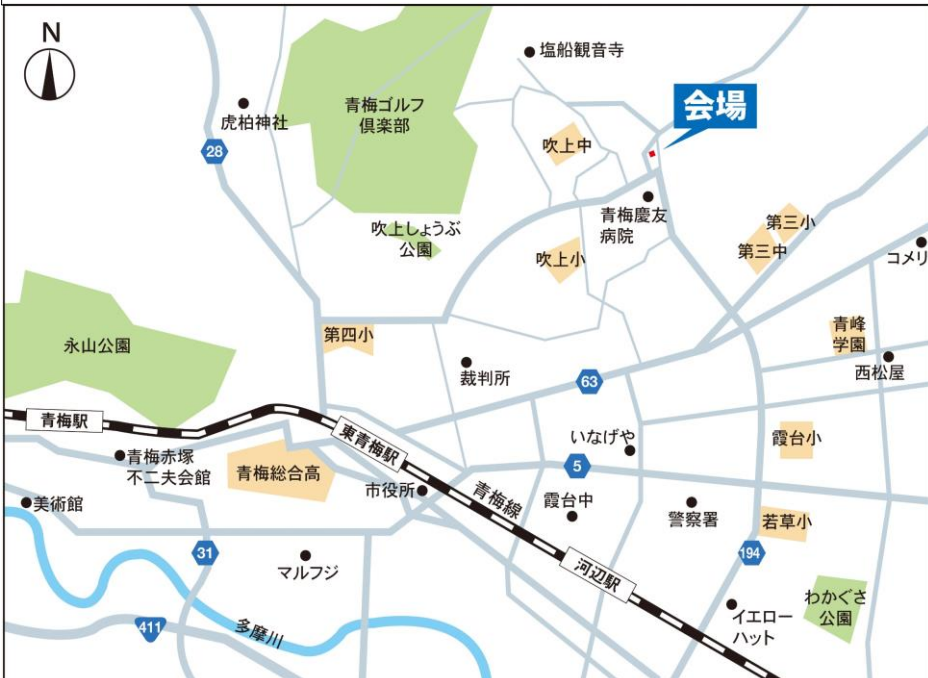 N
塩船観音寺
虎柏神社
青梅ゴルフ
倶楽部
会場
28
吹上中
青梅慶友
病院
吹上しょうぶ
公園
吹上小
第三小
第三中
コメリ
永山公園
第四小
裁判所
63
青峰
学園
西松屋
青梅駅
東青梅駅
いなげや
霞台小
青梅赤塚
不二夫会館
青梅総合高
市役所
青梅線
5
霞台中
警察署
若草小
美術館
31
マルフジ
河辺駅
194
わかぐさ
公園
イエロー
ハット
411
多摩川